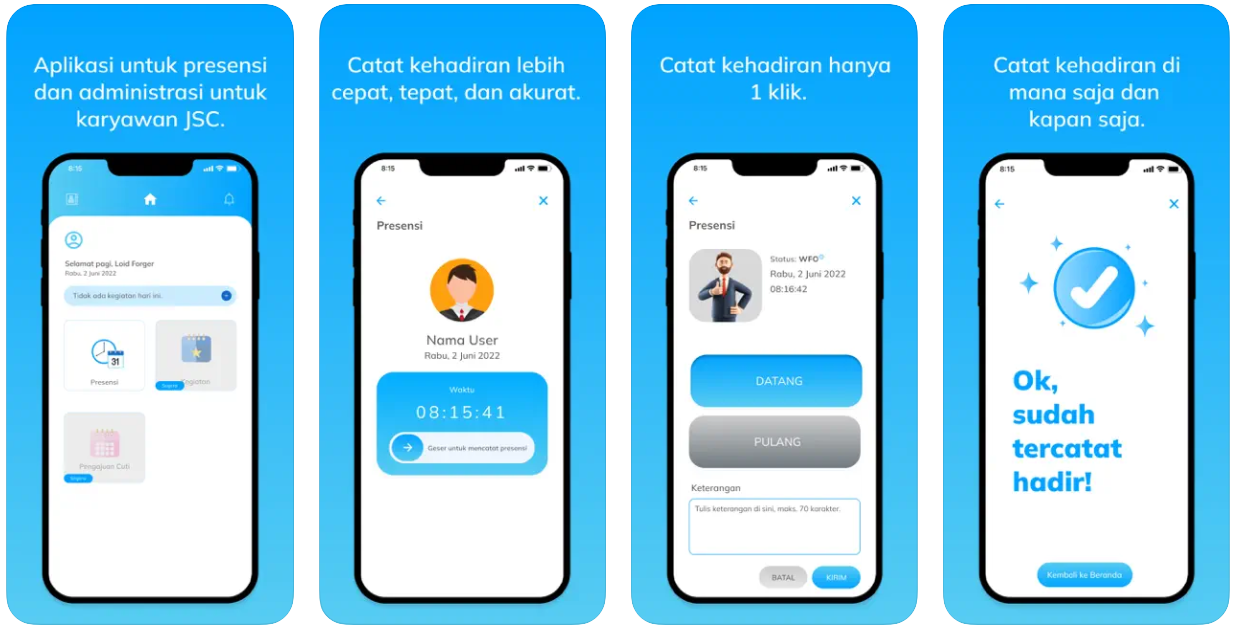 Aplikasi untuk presensi
dan administrasi untuk
karyawan JSC.
8:15
Selamat pagi, Loid Forger
Rabu, 2 Juni 2022
Tidak ada kegiatan hari ini.
31
Presensi
Kegiatan
Segera
Pengajuan Cuti
Segera
Catat kehadiran lebih
cepat, tepat, dan akurat.
8:15
Presensi
Nama User
Rabu, 2 Juni 2022
Waktu
08:15:41
Geser untuk mencatat presensi
Catat kehadiran hanya
1 klik.
8:15
Presensi
Status: WFO
Rabu, 2 Juni 2022
08:16:42
DATANG
PULANG
Keterangan
Tulis keterangan di sini, maks. 70 karakter.
BATAL
KIRIM
Catat kehadiran di
mana saja dan
kapan saja.
8:15
Ok,
sudah
tercatat
hadir!
Kembali ke Beranda